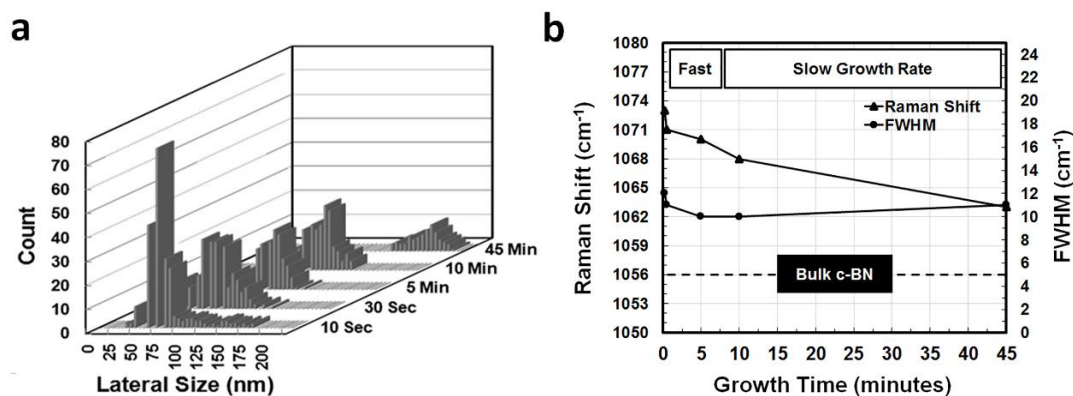 a
80
70
60
50
40
30
20
10
0
Count
0
25
50
75
100
125
150
175
200
Lateral Size (nm)
10 Sec
30 Sec
5 Min
10 Min
45 Min
b
1080
1077
1074
1071
1068
1065
1062
1059
1056
1053
1050
Raman Shift (cm-1)
Fast
Slow Growth Rate
Raman Shift
FWHM
Bulk c-BN
24
22
20
18
16
14
12
10
8
6
4
2
0
FWHM (cm-1)
0 5 10 15 20 25 30 35 40 45
Growth Time (minutes)